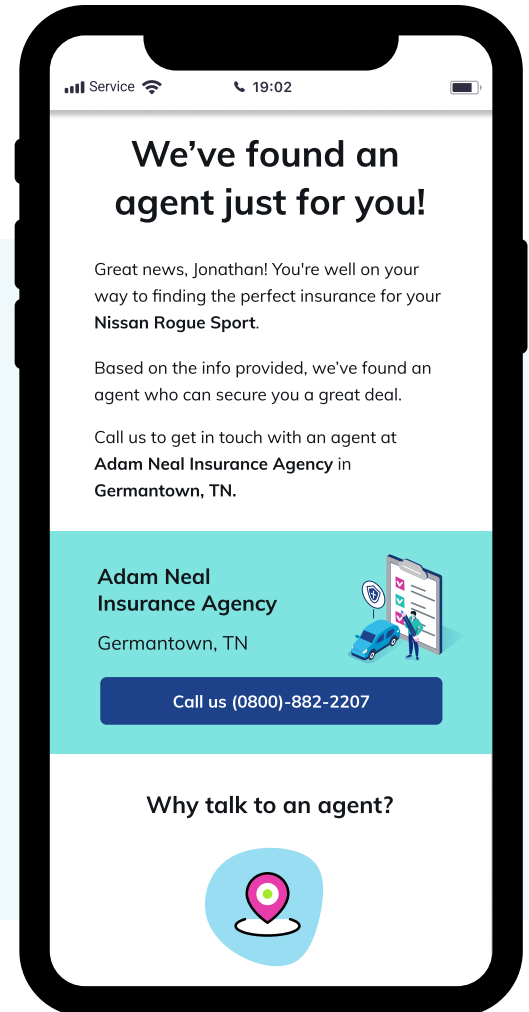 Service 19:02
We’ve found an
agent just for you!
Great news, Jonathan! You're well on your
way to finding the perfect insurance for your
Nissan Rogue Sport.
Based on the info provided, we’ve found an
agent who can secure you a great deal.
Call us to get in touch with an agent at
Adam Neal Insurance Agency in
Germantown, TN.
Adam Neal
Insurance Agency
Germantown, TN
Call us (0800)-882-2207
Why talk to an agent?